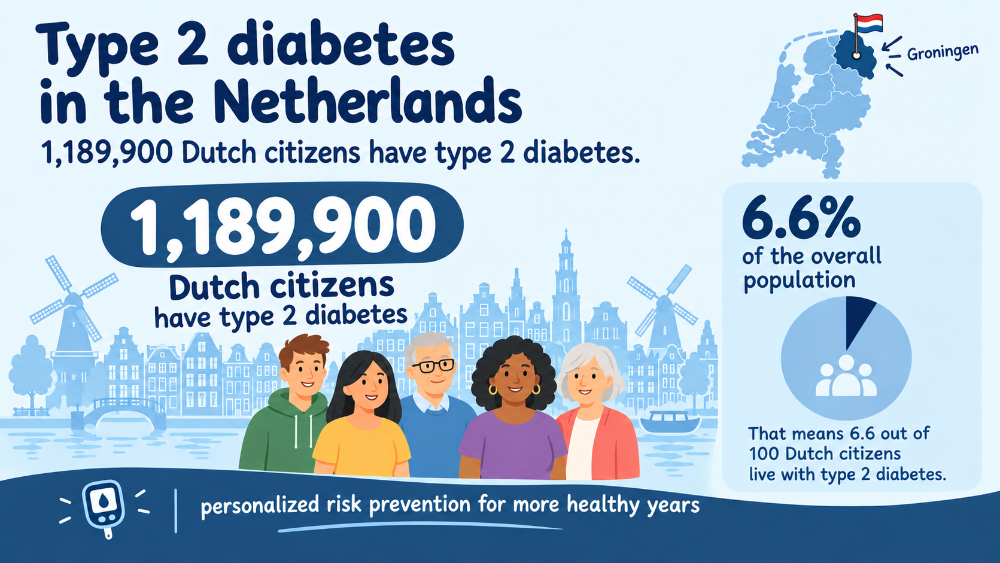 Type 2 diabetes
in the Netherlands
1,189,900 Dutch citizens have type 2 diabetes.
Groningen
1,189,900
Dutch citizens
have type 2 diabetes
6.6%
of the overall
population
That means 6.6 out of
100 Dutch citizens
live with type 2 diabetes.
personalized risk prevention for more healthy years